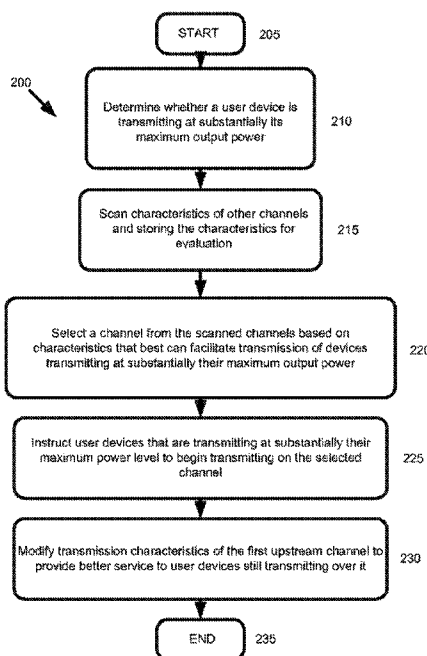 START
205
200
Determine whether a user device is
transmitting at substantially its
maximum output power
210
Scan characteristics of other channels
and storing the characteristics for
evaluation
215
Select a channel from the scanned channels based on
characteristics that best can facilitate transmission of devices
transmitting at substantially their maximum output power
220
Instruct user devices that are transmitting at substantially their
maximum power level to begin transmitting on the selected
channel
225
Modify transmission characteristics of the first upstream channel to
provide better service to user devices still transmitting over it
230
END
235